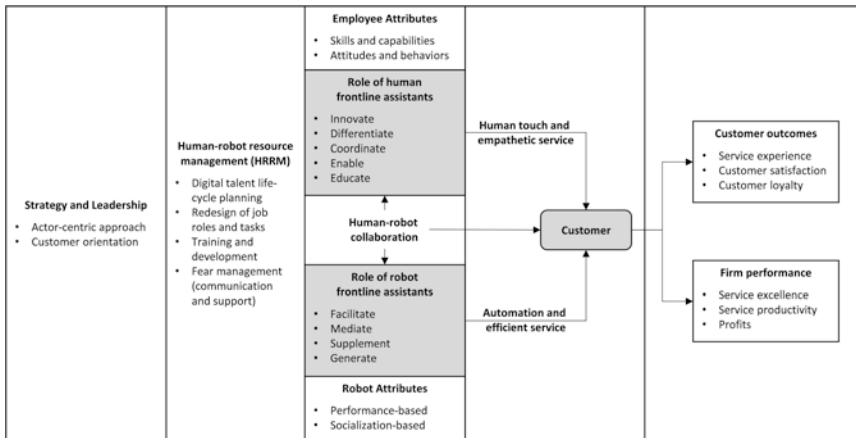 Strategy and Leadership
• Actor-centric approach
• Customer orientation
Human-robot resource
management (HRRM)
• Digital talent life-
cycle planning
• Redesign of job
roles and tasks
• Training and
development
• Fear management
(communication
and support)
Employee Attributes
• Skills and capabilities
• Attitudes and behaviors
Role of human
frontline assistants
• Innovate
• Differentiate
• Coordinate
• Enable
• Educate
Human-robot
collaboration
Role of robot
frontline assistants
• Facilitate
• Mediate
• Supplement
• Generate
Robot Attributes
• Performance-based
• Socialization-based
Human touch and
empathetic service
Automation and
efficient service
Customer
Customer outcomes
• Service experience
• Customer satisfaction
• Customer loyalty
Firm performance
• Service excellence
• Service productivity
• Profits